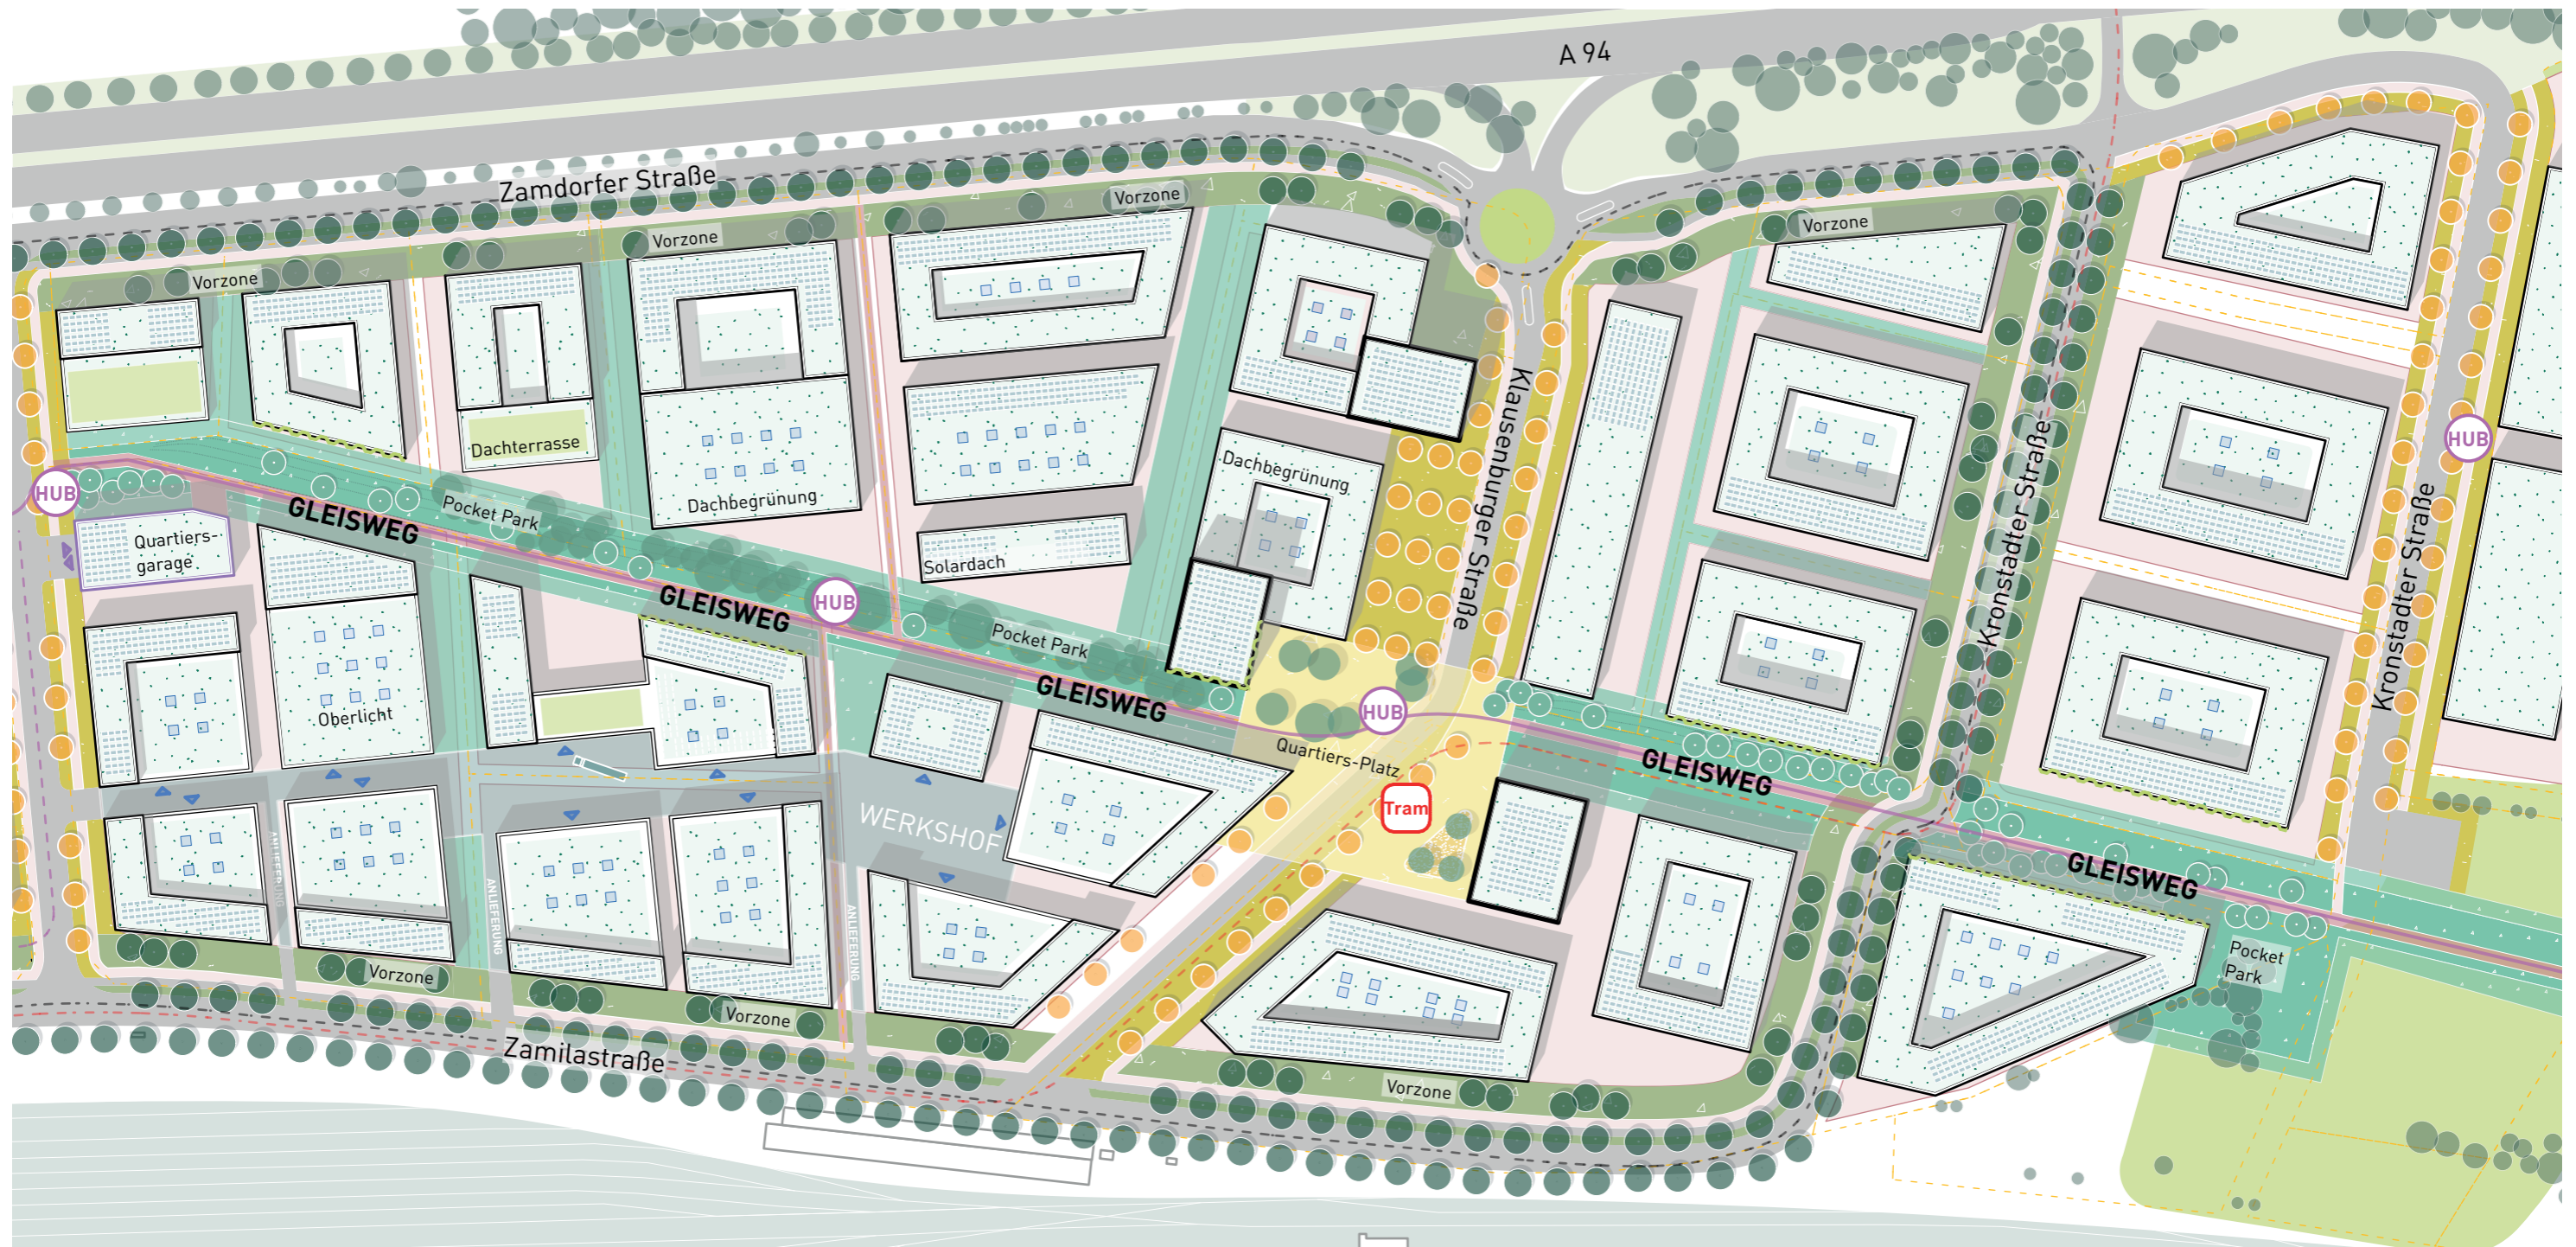 A 94
Zamdorfer Straße
Vorzone
Vorzone
Vorzone
Vorzone
Dachterrasse
Dachbegrünung
Dachbegrünung
Solardach
Klausenburger Straße
Kronstadter Straße
Kronstadter Straße
HUB
HUB
HUB
HUB
Quartiers-
garage
GLEISWEG
Pocket Park
GLEISWEG
Pocket Park
GLEISWEG
Quartiers-Platz
Tram
GLEISWEG
GLEISWEG
Pocket
Park
Oberlicht
WERKSHOF
ANLIEFERUNG
ANLIEFERUNG
ANLIEFERUNG
Vorzone
Vorzone
Vorzone
Zamilastraße